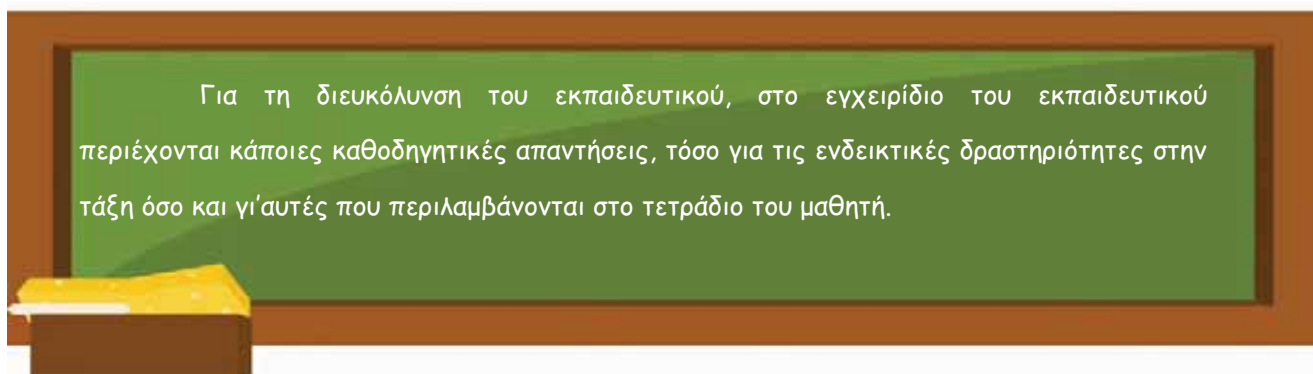 Για τη διευκόλυνση του εκπαιδευτικού, στο εγχειρίδιο του εκπαιδευτικού
περιέχονται κάποιες καθοδηγητικές απαντήσεις, τόσο για τις ενδεικτικές δραστηριότητες στην
τάξη όσο και γι'αυτές που περιλαμβάνονται στο τετράδιο του μαθητή.